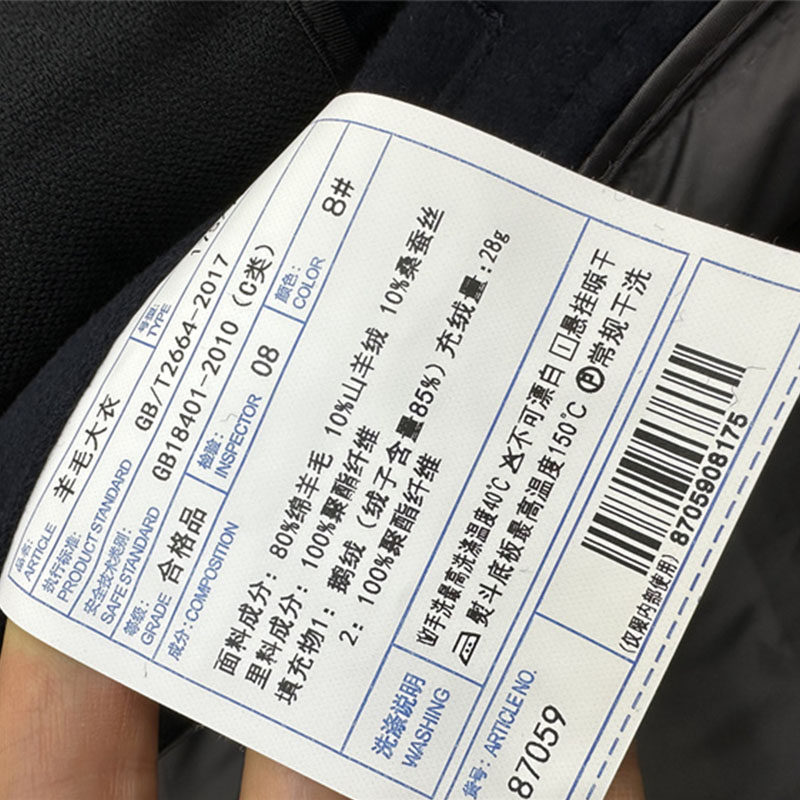 品名:
ARTICLE
羊毛大衣
号型:
TYPE
执行标准:
PRODUCT STANDARD
GB/T2664-2017
安全技术类别:
SAFE STANDARD
GB18401-2010 (C类)
等级:
GRADE
合格品
检验:
INSPECTOR
08
颜色:
COLOR
8#
成分:COMPOSITION
面料成分: 80%绵羊毛 10%山羊绒 10%桑蚕丝
里料成分: 100%聚酯纤维
填充物1: 鹅绒 (绒子含量85%) 充绒量: 28g
2: 100%聚酯纤维
洗涤说明
WASHING
手洗最高洗涤温度40℃ 不可漂白 悬挂晾干
熨斗底板最高温度150℃ P 常规干洗
货号: ARTICLE NO.
87059
8705908175
(仅限内部使用)